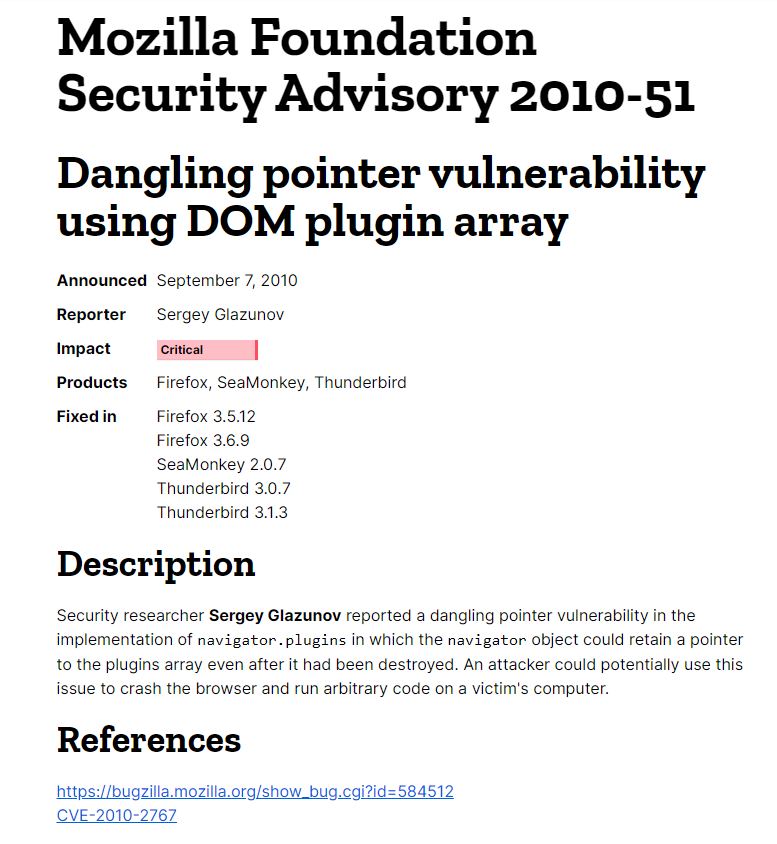 Mozilla Foundation
Security Advisory 2010-51
Dangling pointer vulnerability
using DOM plugin array
Announced September 7, 2010
Reporter Sergey Glazunov
Impact Critical
Products Firefox, SeaMonkey, Thunderbird
Fixed in Firefox 3.5.12
Firefox 3.6.9
SeaMonkey 2.0.7
Thunderbird 3.0.7
Thunderbird 3.1.3
Description
Security researcher Sergey Glazunov reported a dangling pointer vulnerability in the
implementation of navigator.plugins in which the navigator object could retain a pointer
to the plugins array even after it had been destroyed. An attacker could potentially use this
issue to crash the browser and run arbitrary code on a victim's computer.
References
https://bugzilla.mozilla.org/show_bug.cgi?id=584512
CVE-2010-2767